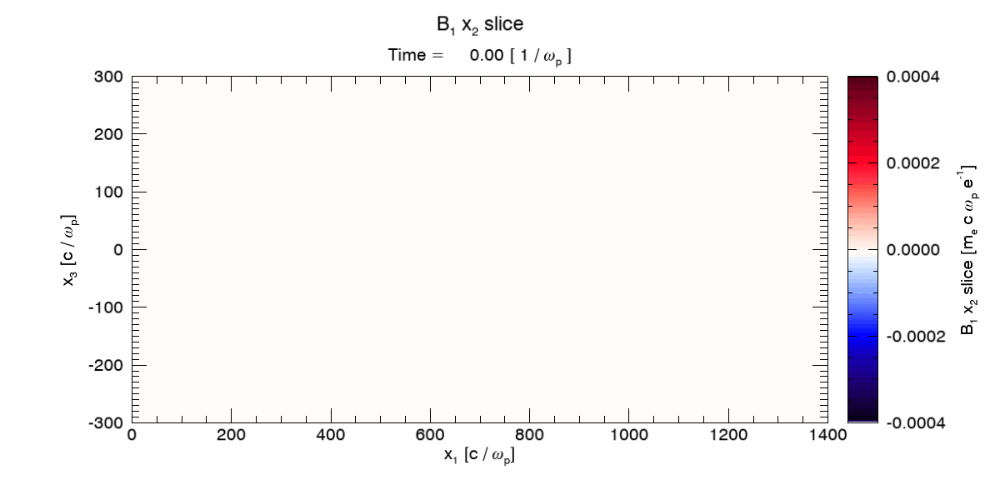 B₁ x₂ slice
Time = 0.00 [ 1 / ωₚ ]
300
200
100
0
-100
-200
-300
x₃ [c / ωₚ]
0 200 400 600 800 1000 1200 1400
x₁ [c / ωₚ]
0.0004
0.0002
0.0000
-0.0002
-0.0004
B₁ x₂ slice [mₑ c ωₚ e⁻¹]